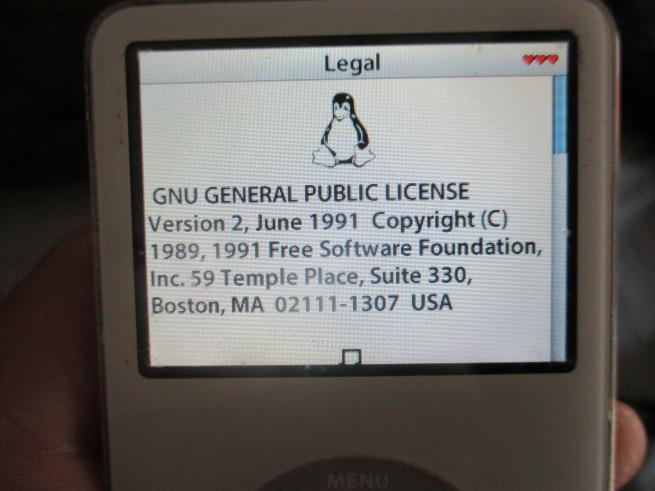 Legal
GNU GENERAL PUBLIC LICENSE
Version 2, June 1991 Copyright (C)
1989, 1991 Free Software Foundation,
Inc. 59 Temple Place, Suite 330,
Boston, MA 02111-1307 USA
MENU